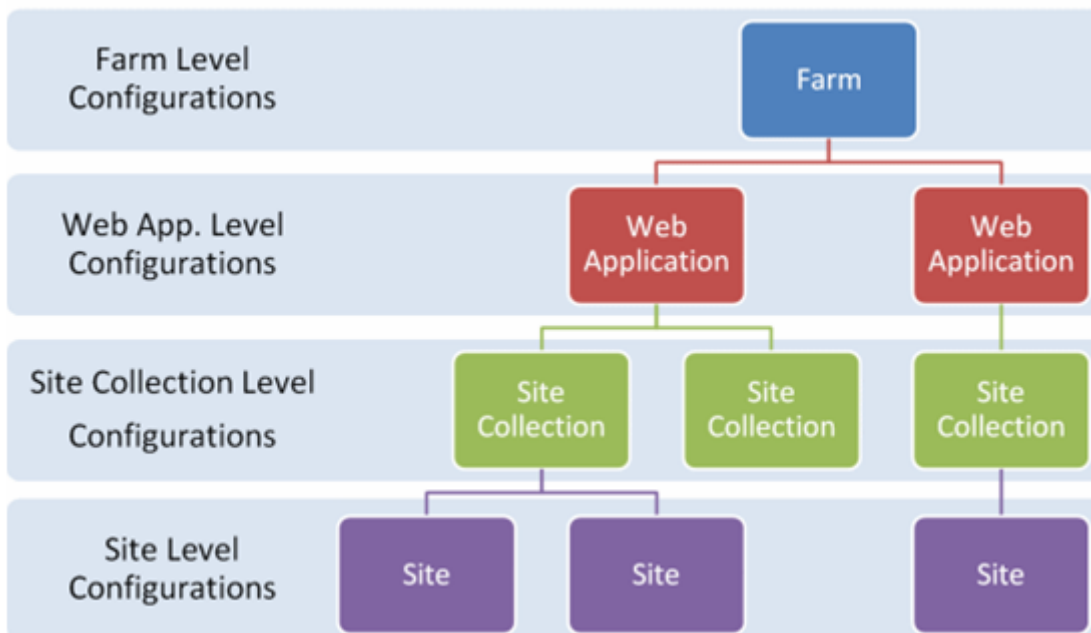 Farm Level
Configurations
Farm
Web App. Level
Configurations
Web
Application
Web
Application
Site Collection Level
Configurations
Site
Collection
Site
Collection
Site
Collection
Site Level
Configurations
Site
Site
Site